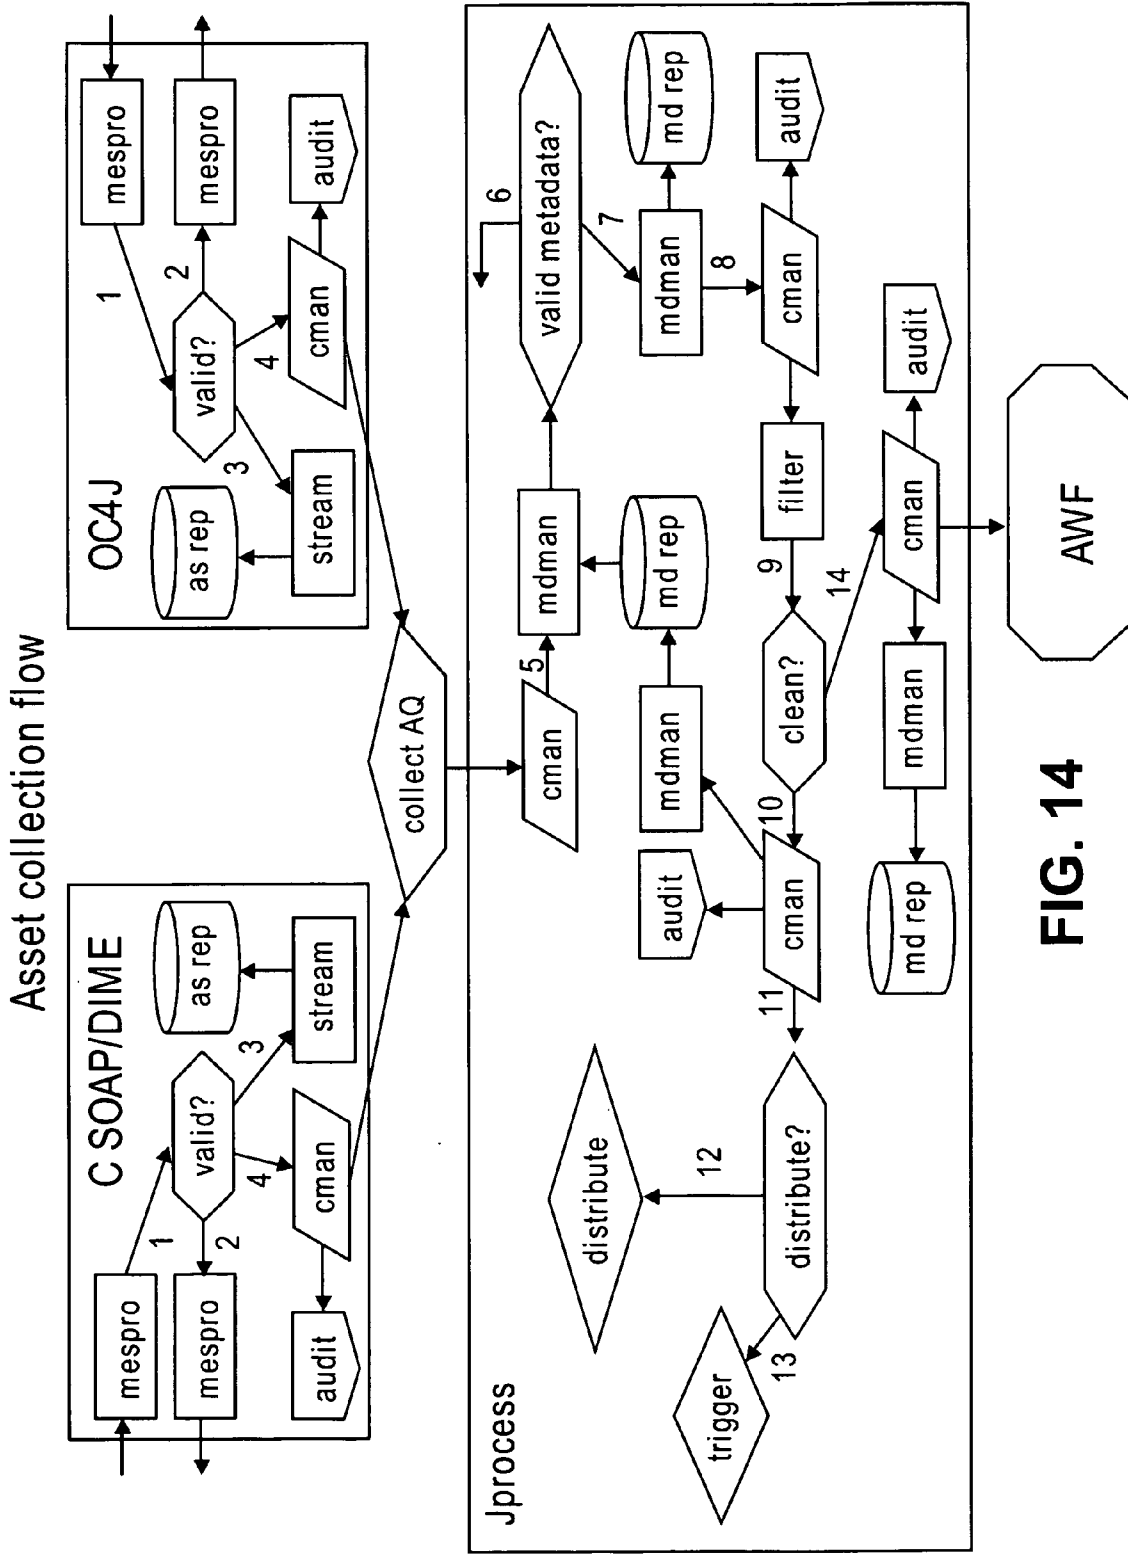 Asset collection flow
C SOAP/DIME
mespro
1
valid?
2
mespro
3
as rep
stream
4
cman
audit
OC4J
mespro
1
valid?
2
mespro
3
as rep
stream
4
cman
audit
collect AQ
Jprocess
cman
5
mdman
md rep
valid metadata?
6
7
mdman
md rep
8
cman
audit
filter
9
clean?
10
cman
audit
mdman
11
distribute?
12
distribute
13
trigger
14
cman
audit
mdman
md rep
AWF
FIG. 14